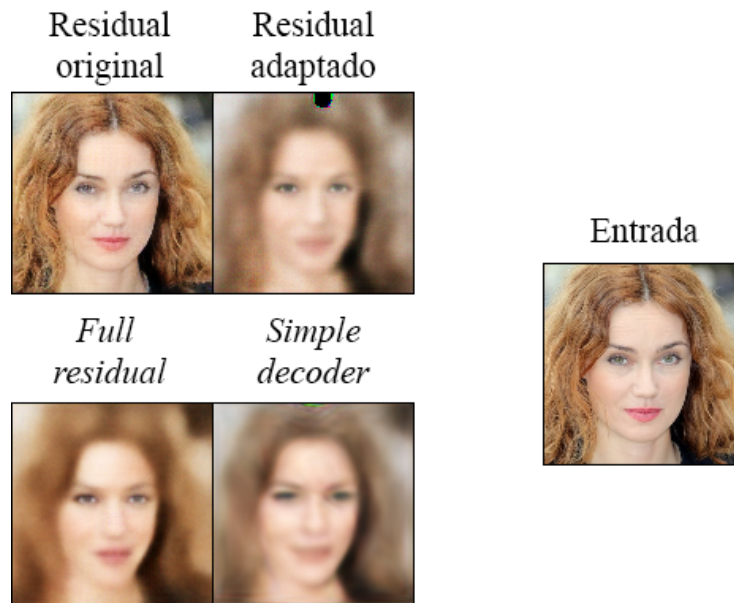 Residual
original
Residual
adaptado
Entrada
Full
residual
Simple
decoder